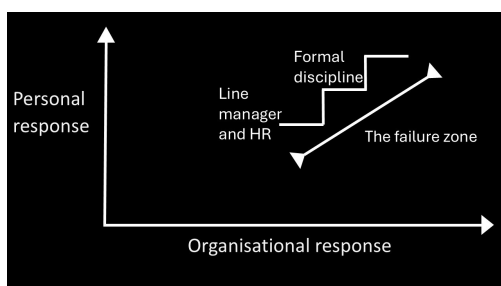 Formal
discipline
Line
manager
and HR
Personal
response
The failure zone
Organisational response